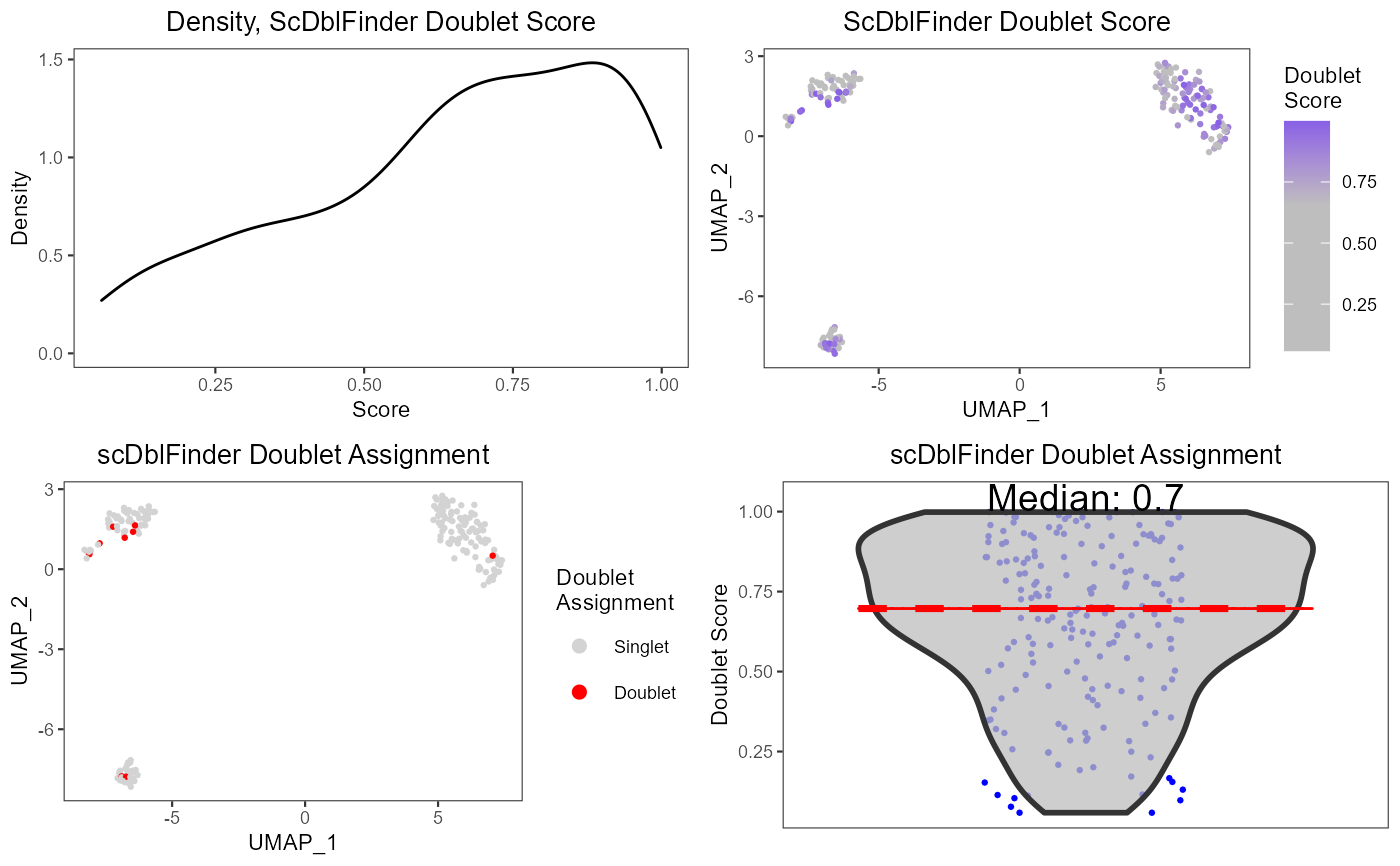 Density, ScDblFinder Doublet Score
1.5
1.0
0.5
0.0
Density
0.25
0.50
0.75
1.00
Score
ScDblFinder Doublet Score
3
0
-3
-6
UMAP_2
-5
0
5
UMAP_1
Doublet
Score
0.75
0.50
0.25
scDblFinder Doublet Assignment
3
0
-3
-6
UMAP_2
-5
0
5
UMAP_1
Doublet
Assignment
Singlet
Doublet
scDblFinder Doublet Assignment
Median: 0.7
1.00
0.75
0.50
0.25
Doublet Score